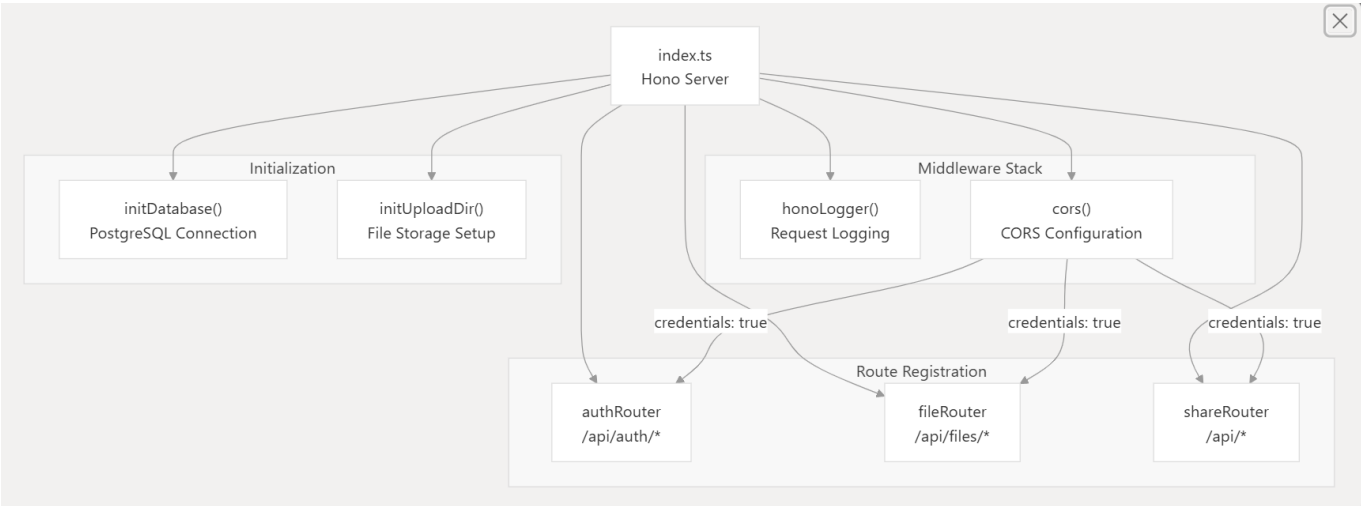 index.ts
Hono Server
Initialization
Middleware Stack
initDatabase()
PostgreSQL Connection
initUploadDir()
File Storage Setup
honoLogger()
Request Logging
cors()
CORS Configuration
credentials: true
credentials: true
credentials: true
Route Registration
authRouter
/api/auth/*
fileRouter
/api/files/*
shareRouter
/api/*